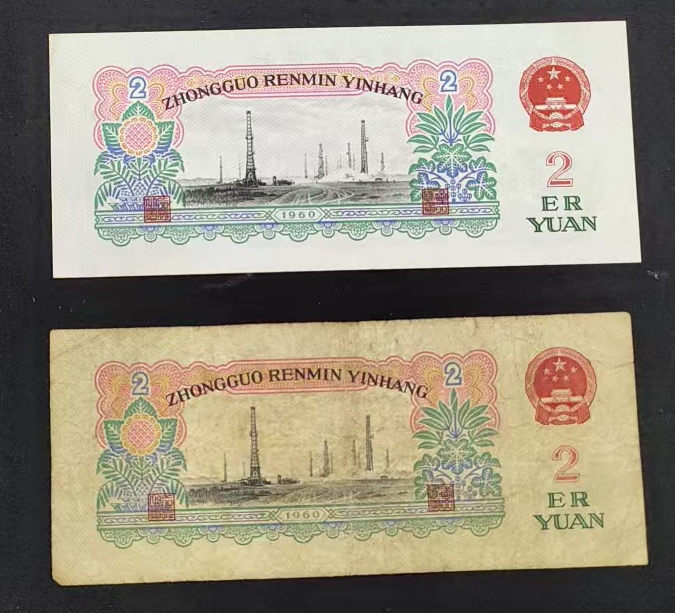 2 2
ZHONGGUO RENMIN YINHANG
1960
2
ER
YUAN
2 2
ZHONGGUO RENMIN YINHANG
1960
2
ER
YUAN